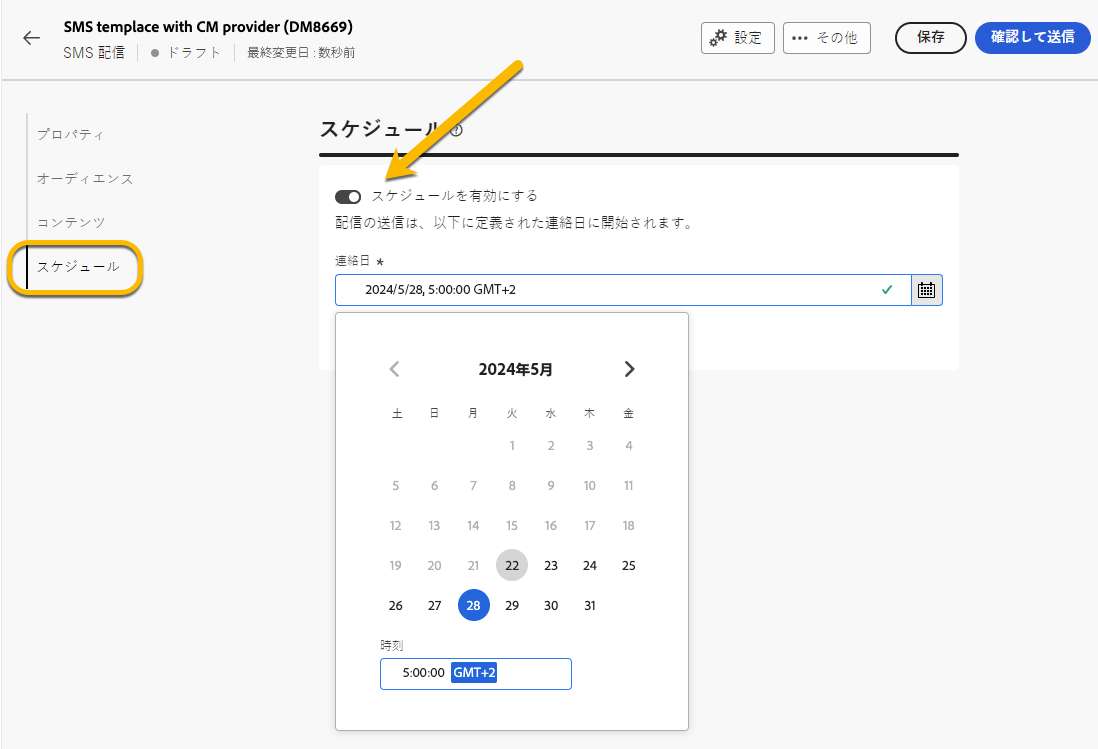 SMS templace with CM provider (DM8669)
SMS 配信 ドラフト 最終変更日 : 数秒前
設定 その他 保存 確認して送信
プロパティ
オーディエンス
コンテンツ
スケジュール
スケジュール
スケジュールを有効にする
配信の送信は、以下に定義された連絡日に開始されます。
連絡日 *
2024/5/28, 5:00:00 GMT+2
2024年5月
土 日 月 火 水 木 金
1 2 3 4
5 6 7 8 9 10 11
12 13 14 15 16 17 18
19 20 21 22 23 24 25
26 27 28 29 30 31
時刻
5:00:00 GMT+2